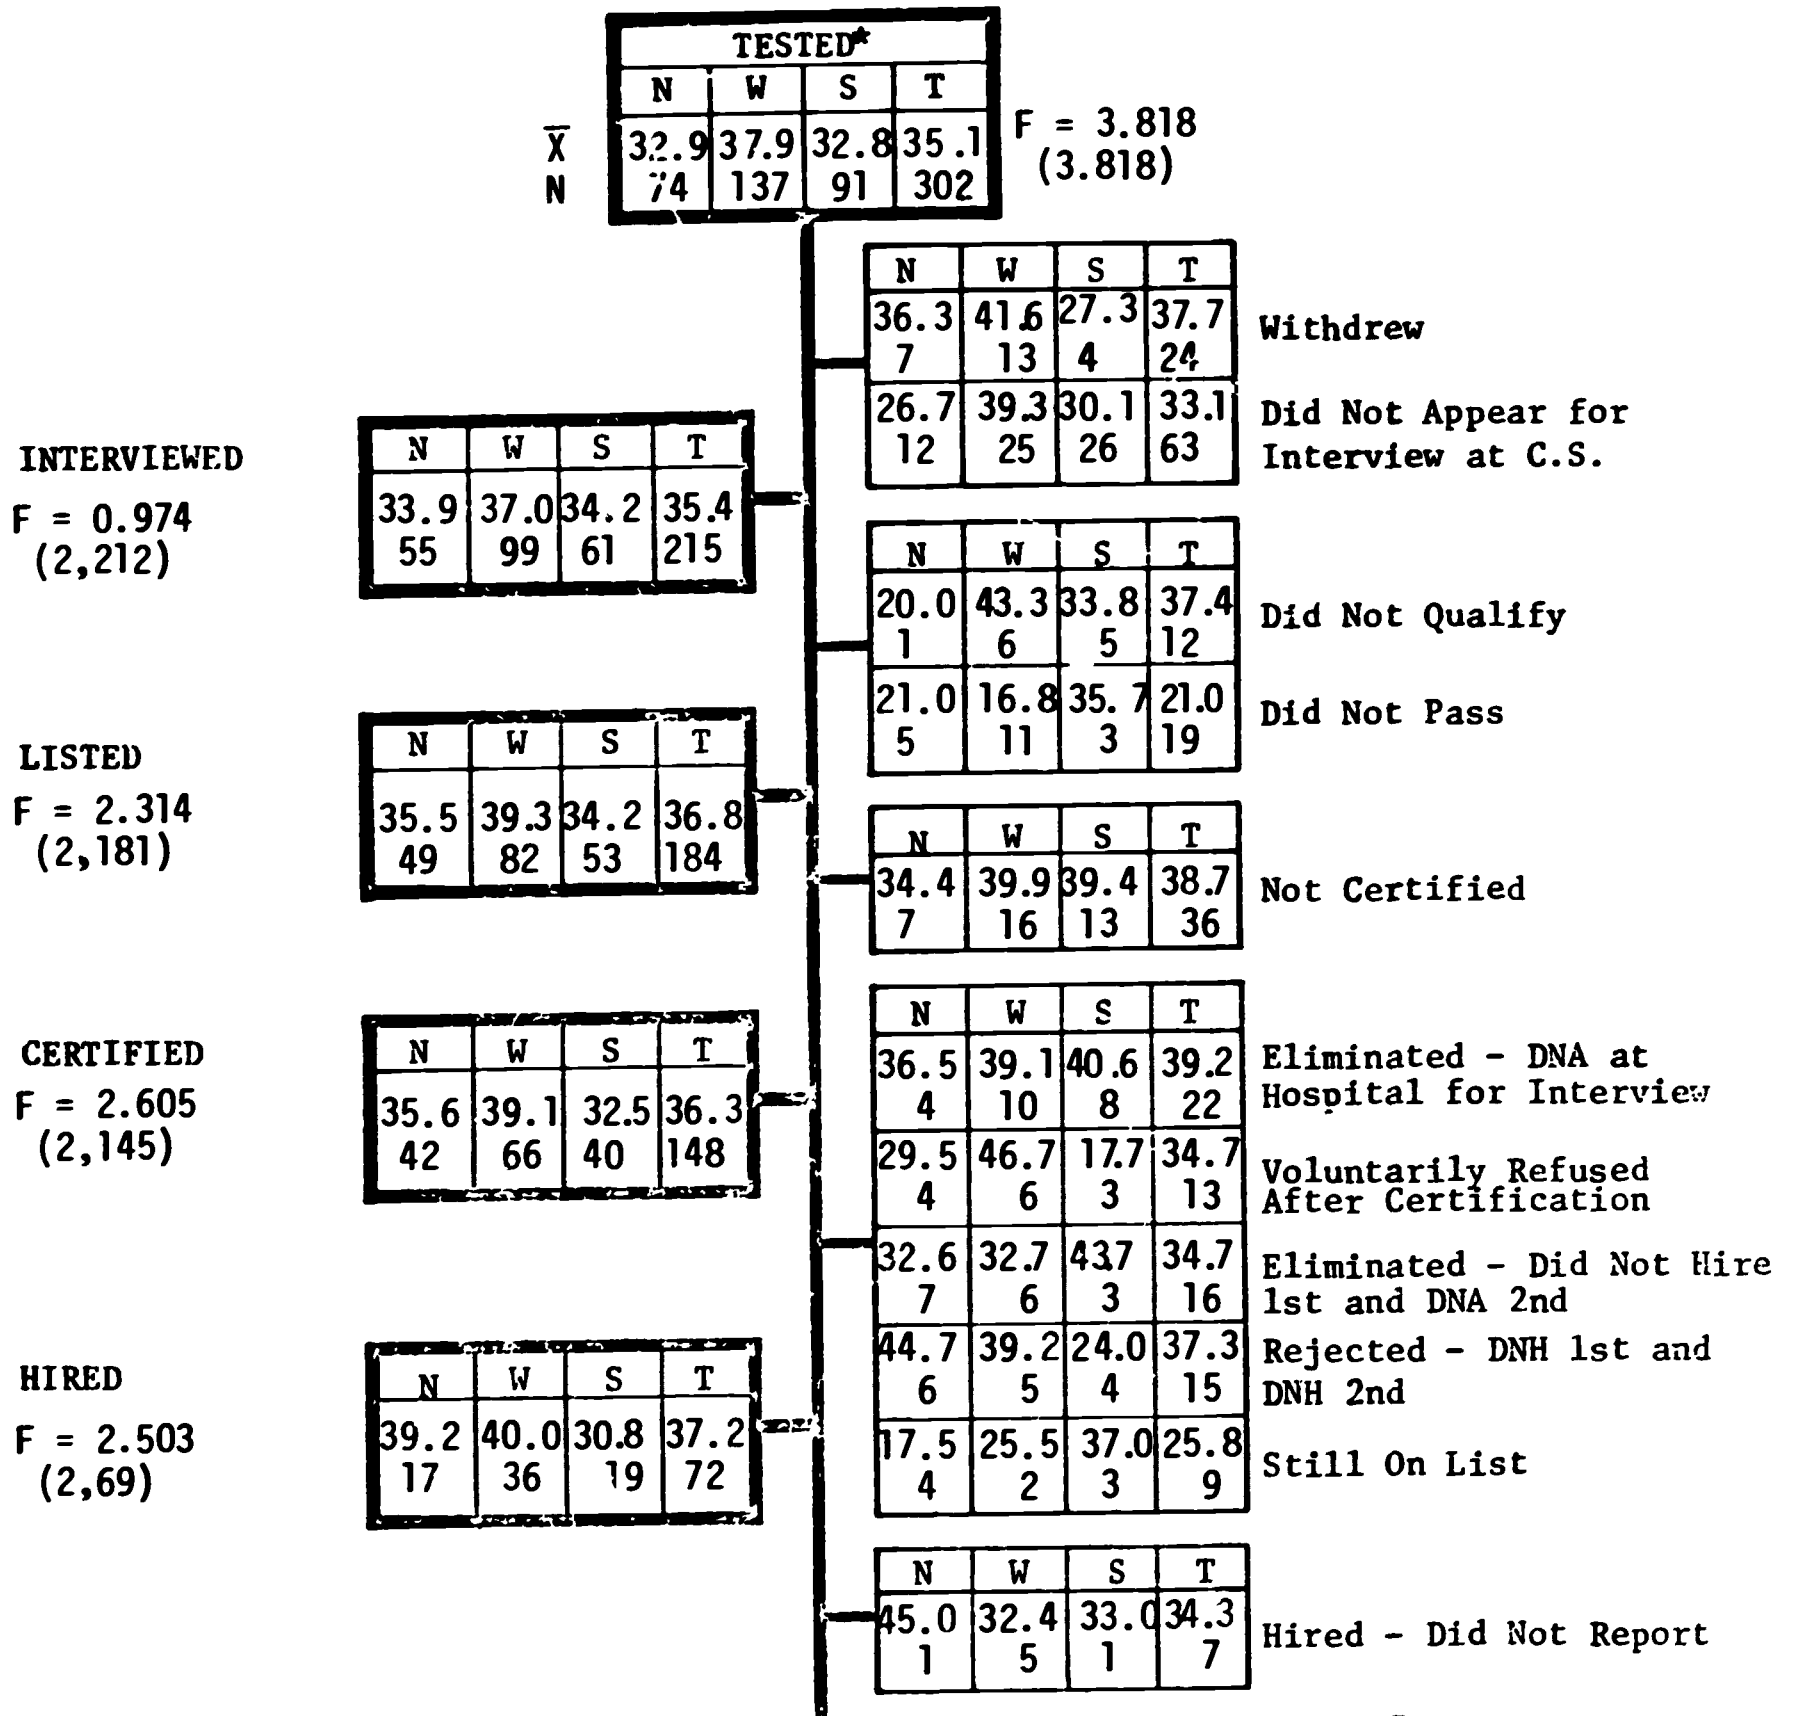 TESTED*
N W S T
X̄ 32.9 37.9 32.8 35.1
N 74 137 91 302
F = 3.818
(3.818)
N W S T
36.3 41.6 27.3 37.7
7 13 4 24
Withdrew
26.7 39.3 30.1 33.1
12 25 26 63
Did Not Appear for
Interview at C.S.
INTERVIEWED
F = 0.974
(2,212)
N W S T
33.9 37.0 34.2 35.4
55 99 61 215
N W S T
20.0 43.3 33.8 37.4
1 6 5 12
Did Not Qualify
21.0 16.8 35.7 21.0
5 11 3 19
Did Not Pass
LISTED
F = 2.314
(2,181)
N W S T
35.5 39.3 34.2 36.8
49 82 53 184
N W S T
34.4 39.9 39.4 38.7
7 16 13 36
Not Certified
CERTIFIED
F = 2.605
(2,145)
N W S T
35.6 39.1 32.5 36.3
42 66 40 148
N W S T
36.5 39.1 40.6 39.2
4 10 8 22
Eliminated - DNA at
Hospital for Interview
29.5 46.7 17.7 34.7
4 6 3 13
Voluntarily Refused
After Certification
32.6 32.7 43.7 34.7
7 6 3 16
Eliminated - Did Not Hire
1st and DNA 2nd
44.7 39.2 24.0 37.3
6 5 4 15
Rejected - DNH 1st and
DNH 2nd
17.5 25.5 37.0 25.8
4 2 3 9
Still On List
HIRED
F = 2.503
(2,69)
N W S T
39.2 40.0 30.8 37.2
17 36 19 72
N W S T
45.0 32.4 33.0 34.3
1 5 1 7
Hired - Did Not Report